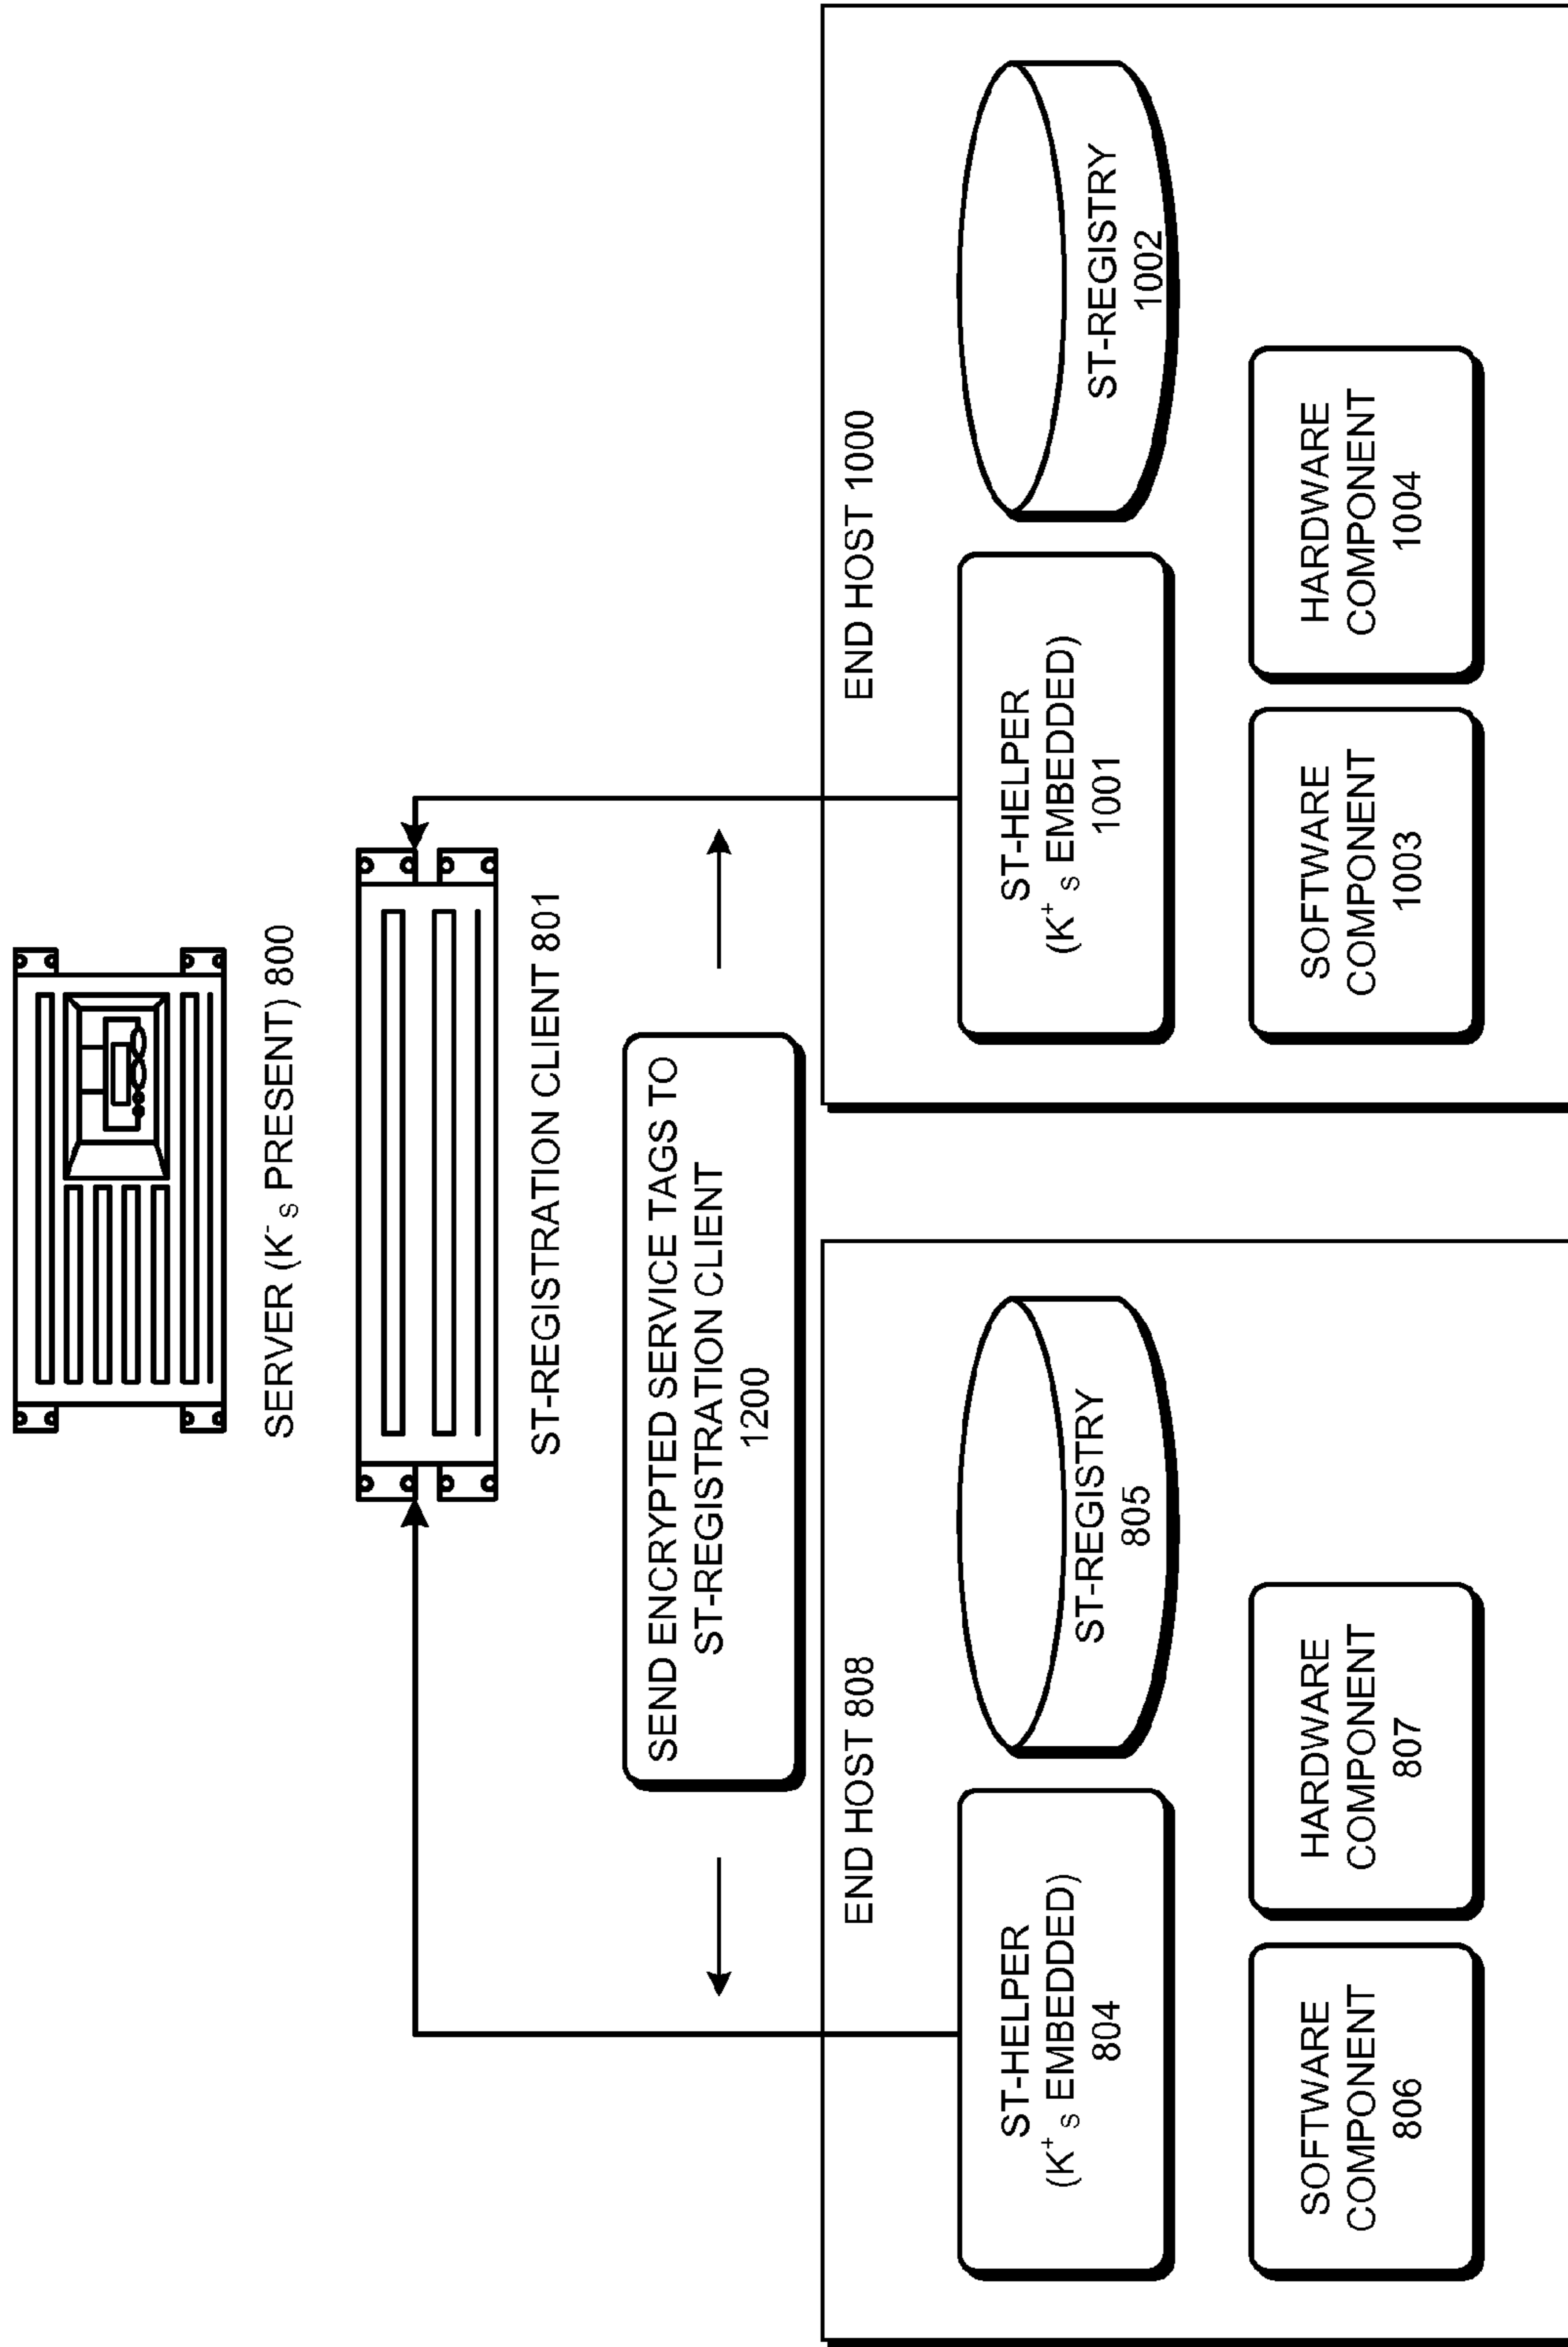 SERVER (K⁻ₛ PRESENT) 800
ST-REGISTRATION CLIENT 801
SEND ENCRYPTED SERVICE TAGS TO
ST-REGISTRATION CLIENT
1200
END HOST 808
ST-HELPER
(K⁺ₛ EMBEDDED)
804
ST-REGISTRY
805
SOFTWARE
COMPONENT
806
HARDWARE
COMPONENT
807
END HOST 1000
ST-HELPER
(K⁺ₛ EMBEDDED)
1001
ST-REGISTRY
1002
SOFTWARE
COMPONENT
1003
HARDWARE
COMPONENT
1004